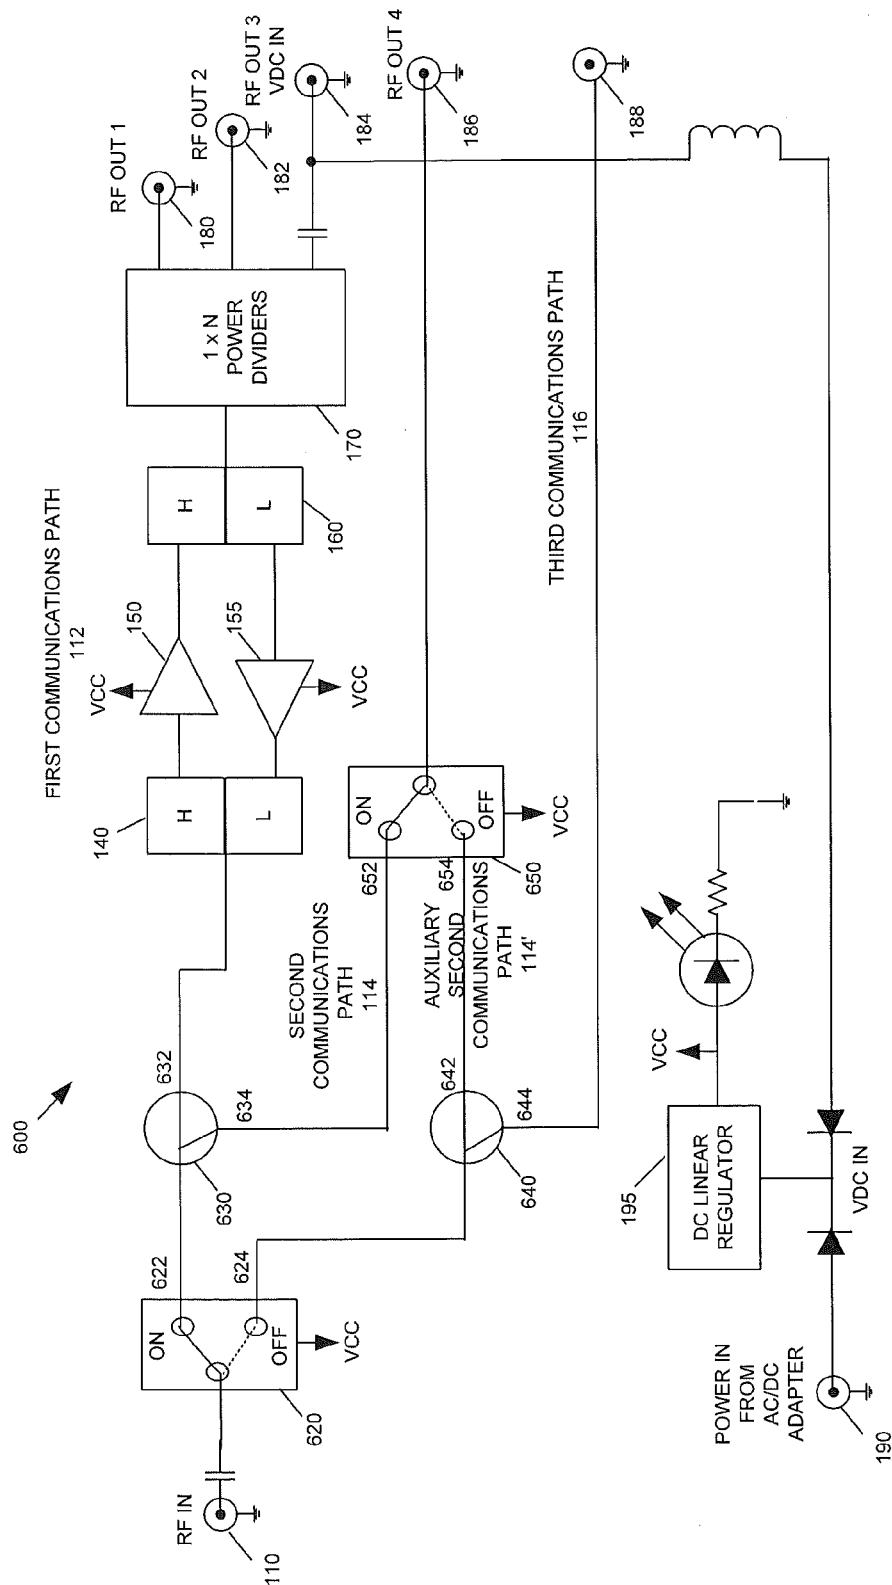 600
FIRST COMMUNICATIONS PATH
112
RF IN
110
ON
OFF
620
VCC
622
624
630
632
634
SECOND
COMMUNICATIONS
PATH
114
640
642
644
AUXILIARY
SECOND
COMMUNICATIONS
PATH
114'
140
H
L
VCC
150
155
VCC
H
L
160
652
654
ON
OFF
650
VCC
1 x N
POWER
DIVIDERS
170
RF OUT 1
180
RF OUT 2
182
RF OUT 3
VDC IN
184
RF OUT 4
186
188
THIRD COMMUNICATIONS PATH
116
195
DC LINEAR
REGULATOR
VCC
VDC IN
POWER IN
FROM
AC/DC
ADAPTER
190